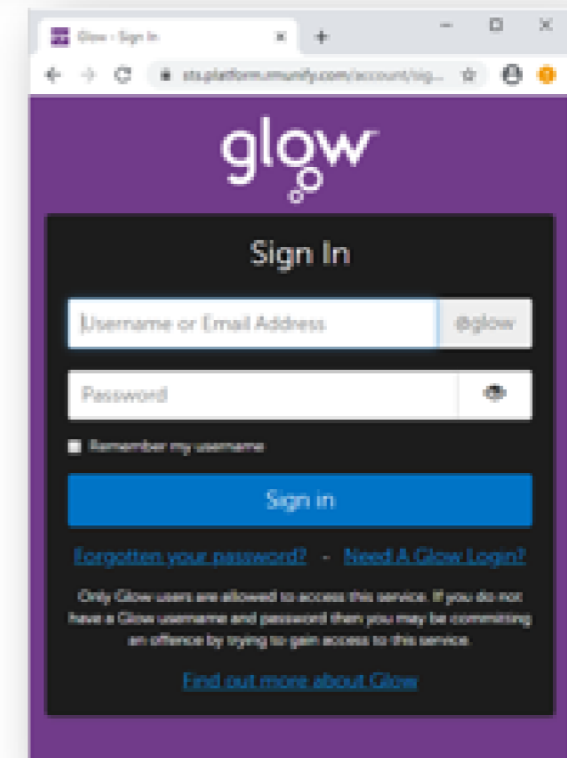 Glow - Sign In
sts.platform.rmunify.com/account/sig...
glow
Sign In
Username or Email Address @glow
Password
Remember my username
Sign in
Forgotten your password? - Need A Glow Login?
Only Glow users are allowed to access this service. If you do not
have a Glow username and password then you may be committing
an offence by trying to gain access to this service.
Find out more about Glow